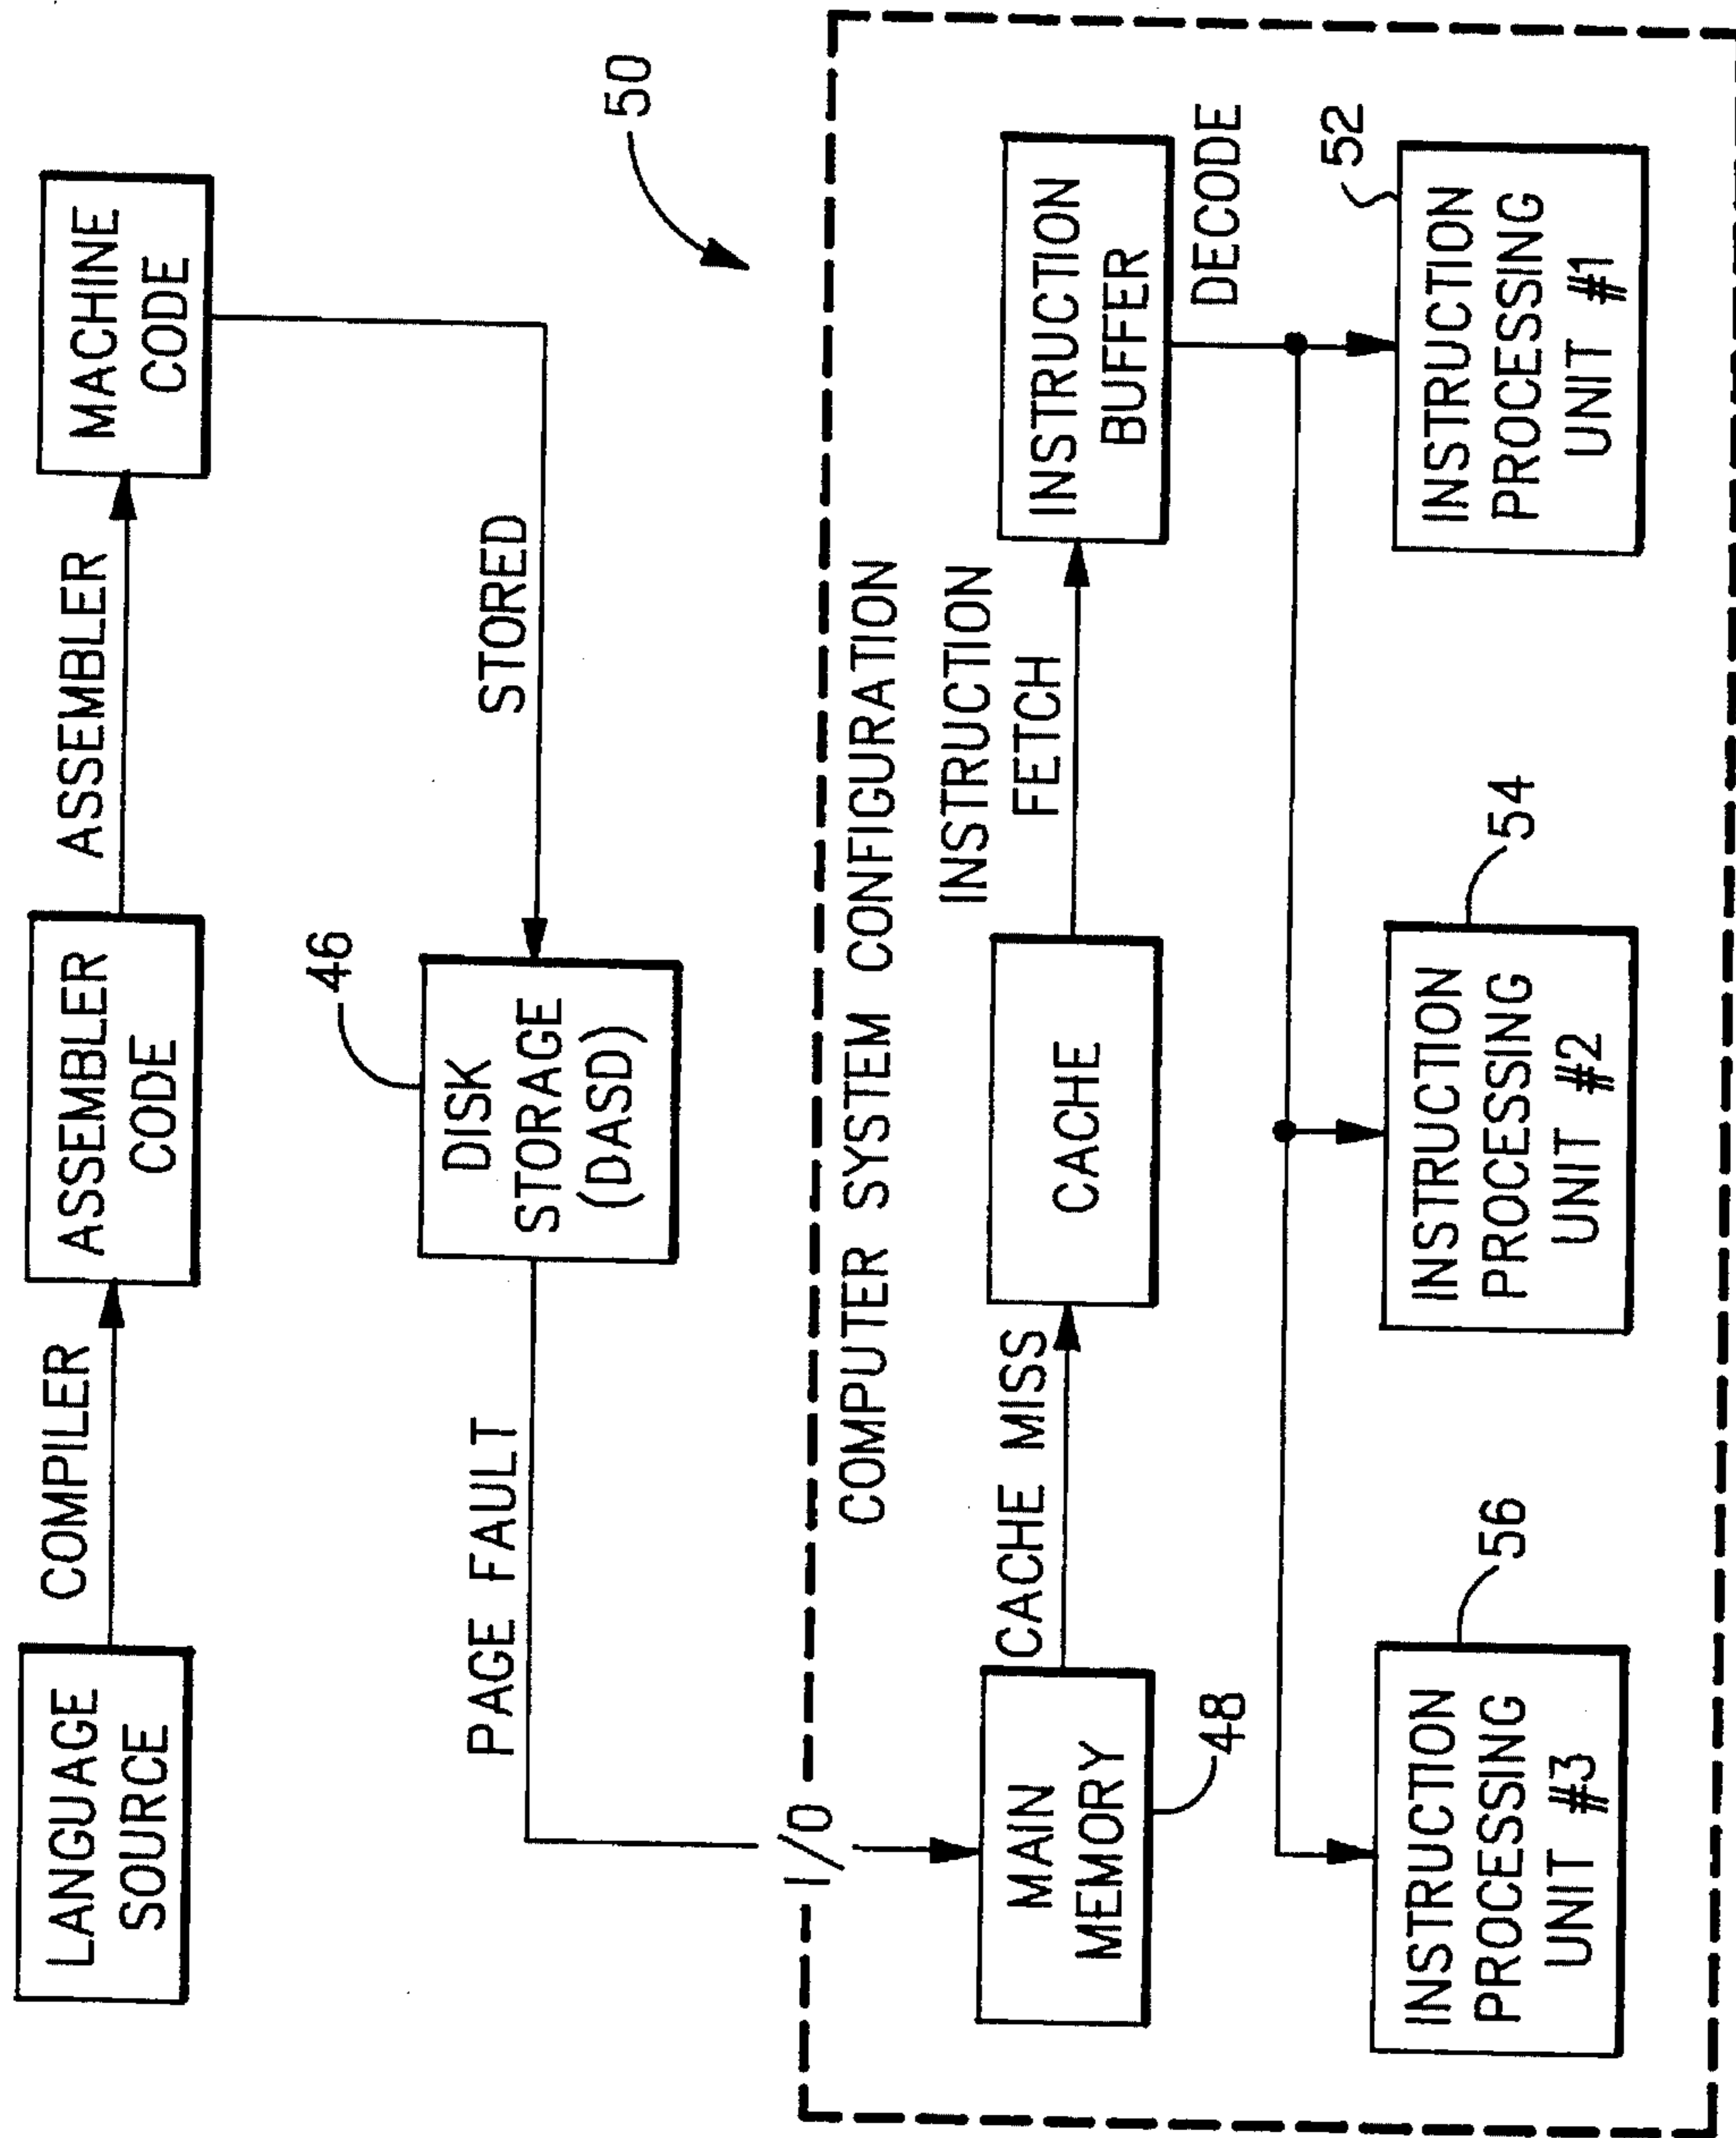 LANGUAGE
SOURCE
COMPILER
ASSEMBLER
CODE
ASSEMBLER
MACHINE
CODE
STORED
46
DISK
STORAGE
(DASD)
PAGE FAULT
50
I/O
COMPUTER SYSTEM CONFIGURATION
MAIN
MEMORY
48
CACHE MISS
CACHE
INSTRUCTION
FETCH
INSTRUCTION
BUFFER
DECODE
56
INSTRUCTION
PROCESSING
UNIT #3
54
INSTRUCTION
PROCESSING
UNIT #2
52
INSTRUCTION
PROCESSING
UNIT #1